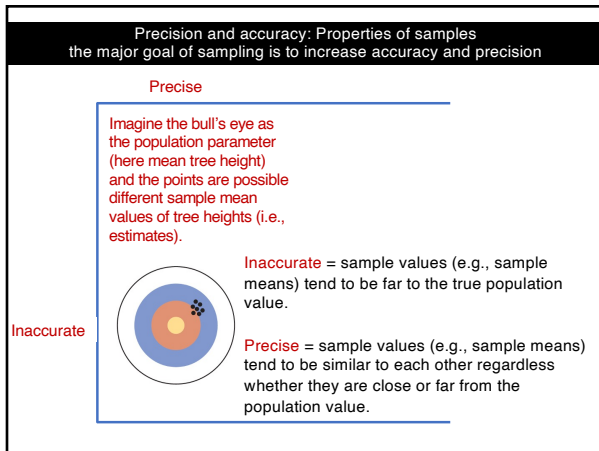 Precision and accuracy: Properties of samples
the major goal of sampling is to increase accuracy and precision
Precise
Imagine the bull's eye as
the population parameter
(here mean tree height)
and the points are possible
different sample mean
values of tree heights (i.e.,
estimates).
Inaccurate = sample values (e.g., sample
means) tend to be far to the true population
value.
Inaccurate
Precise = sample values (e.g., sample means)
tend to be similar to each other regardless
whether they are close or far from the
population value.